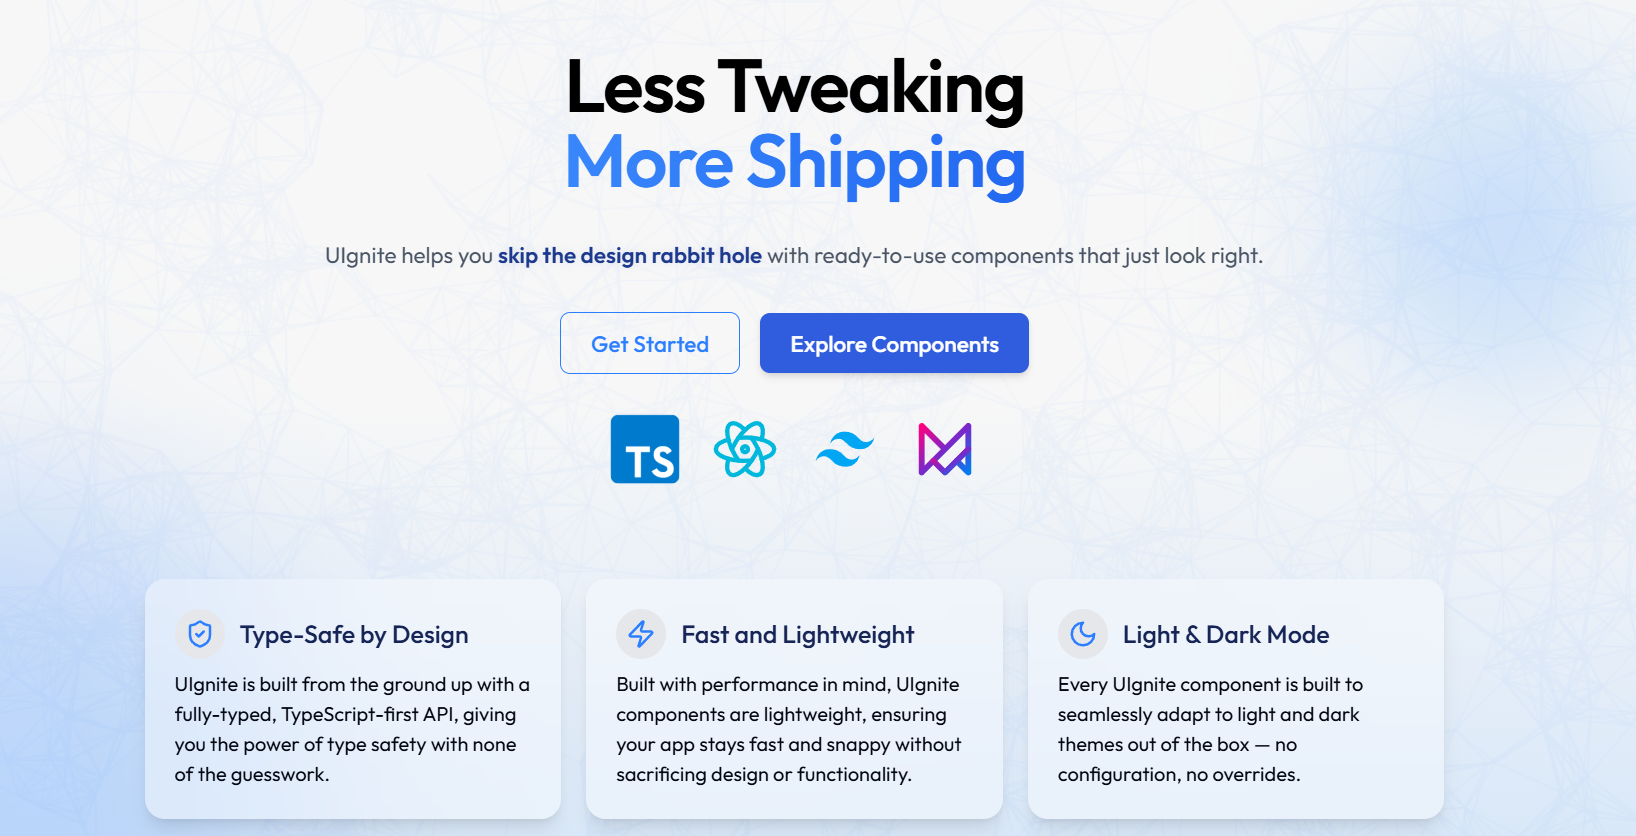 Less Tweaking
More Shipping
UIgnite helps you skip the design rabbit hole with ready-to-use components that just look right.
Get Started
Explore Components
TS
Type-Safe by Design
UIgnite is built from the ground up with a
fully-typed, TypeScript-first API, giving
you the power of type safety with none
of the guesswork.
Fast and Lightweight
Built with performance in mind, UIgnite
components are lightweight, ensuring
your app stays fast and snappy without
sacrificing design or functionality.
Light & Dark Mode
Every UIgnite component is built to
seamlessly adapt to light and dark
themes out of the box — no
configuration, no overrides.